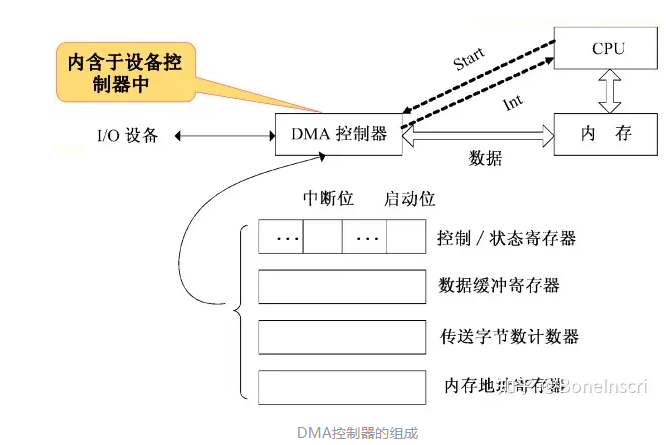 内含于设备控
制器中
Start
CPU
Int
I/O 设备
DMA 控制器
内 存
数据
中断位 启动位
… …
控制 / 状态寄存器
数据缓冲寄存器
传送字节数计数器
内存地址寄存器
@BoneInscri
DMA控制器的组成